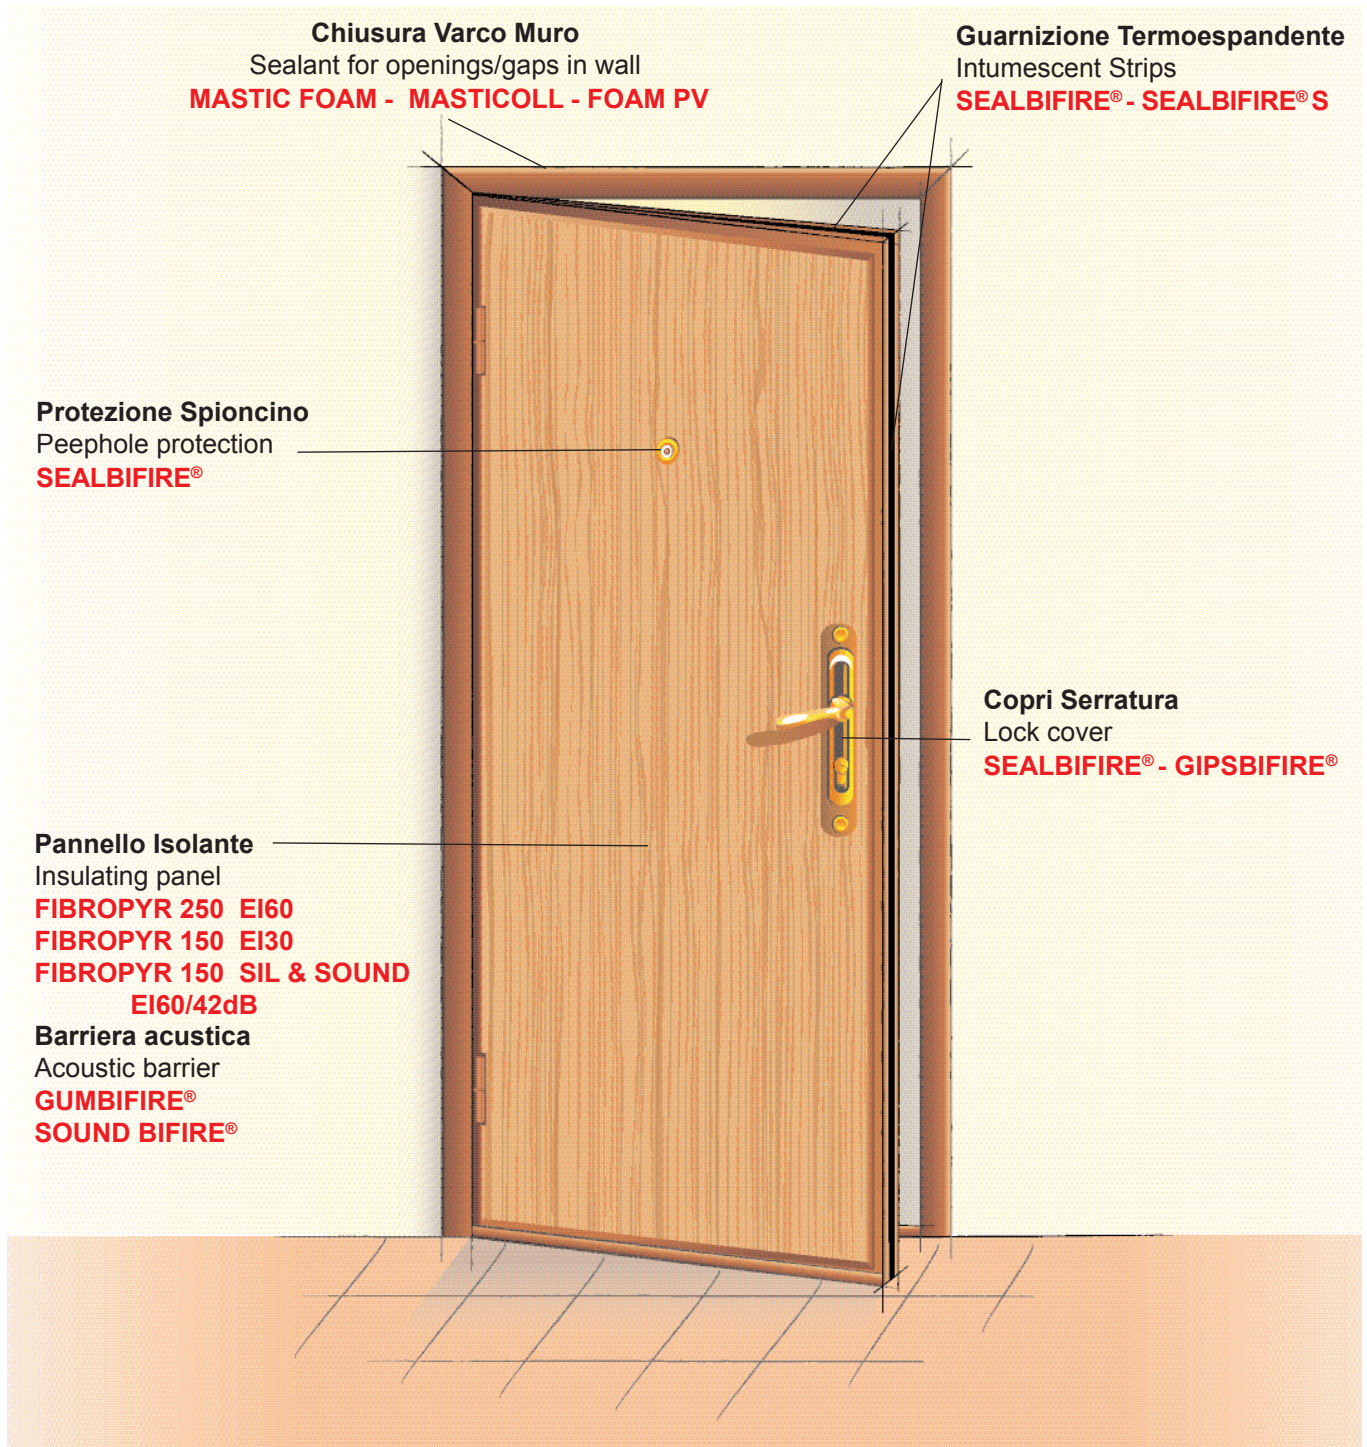 Chiusura Varco Muro
Sealant for openings/gaps in wall
MASTIC FOAM - MASTICOLL - FOAM PV
Guarnizione Termoespandente
Intumescent Strips
SEALBIFIRE® - SEALBIFIRE® S
Protezione Spioncino
Peephole protection
SEALBIFIRE®
Copri Serratura
Lock cover
SEALBIFIRE® - GIPSBIFIRE®
Pannello Isolante
Insulating panel
FIBROPYR 250 EI60
FIBROPYR 150 EI30
FIBROPYR 150 SIL & SOUND
EI60/42dB
Barriera acustica
Acoustic barrier
GUMBIFIRE®
SOUND BIFIRE®